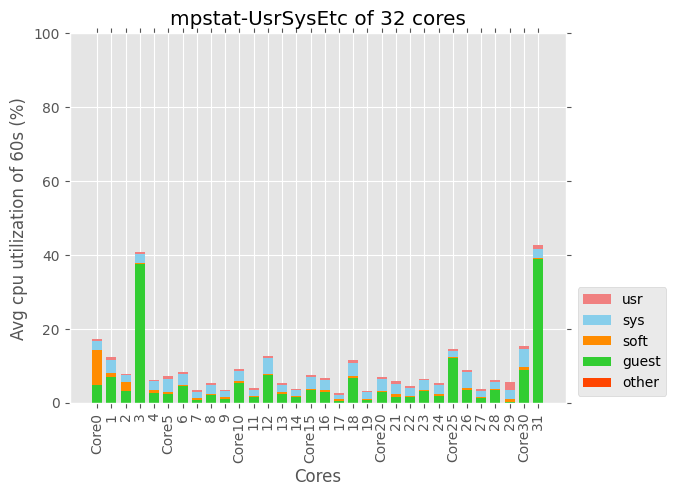 mpstat-UsrSysEtc of 32 cores
Avg cpu utilization of 60s (%)
100
80
60
40
20
0
Core0
1
2
3
4
Core5
6
7
8
9
Core10
11
12
13
14
Core15
16
17
18
19
Core20
21
22
23
24
Core25
26
27
28
29
Core30
31
Cores
usr
sys
soft
guest
other